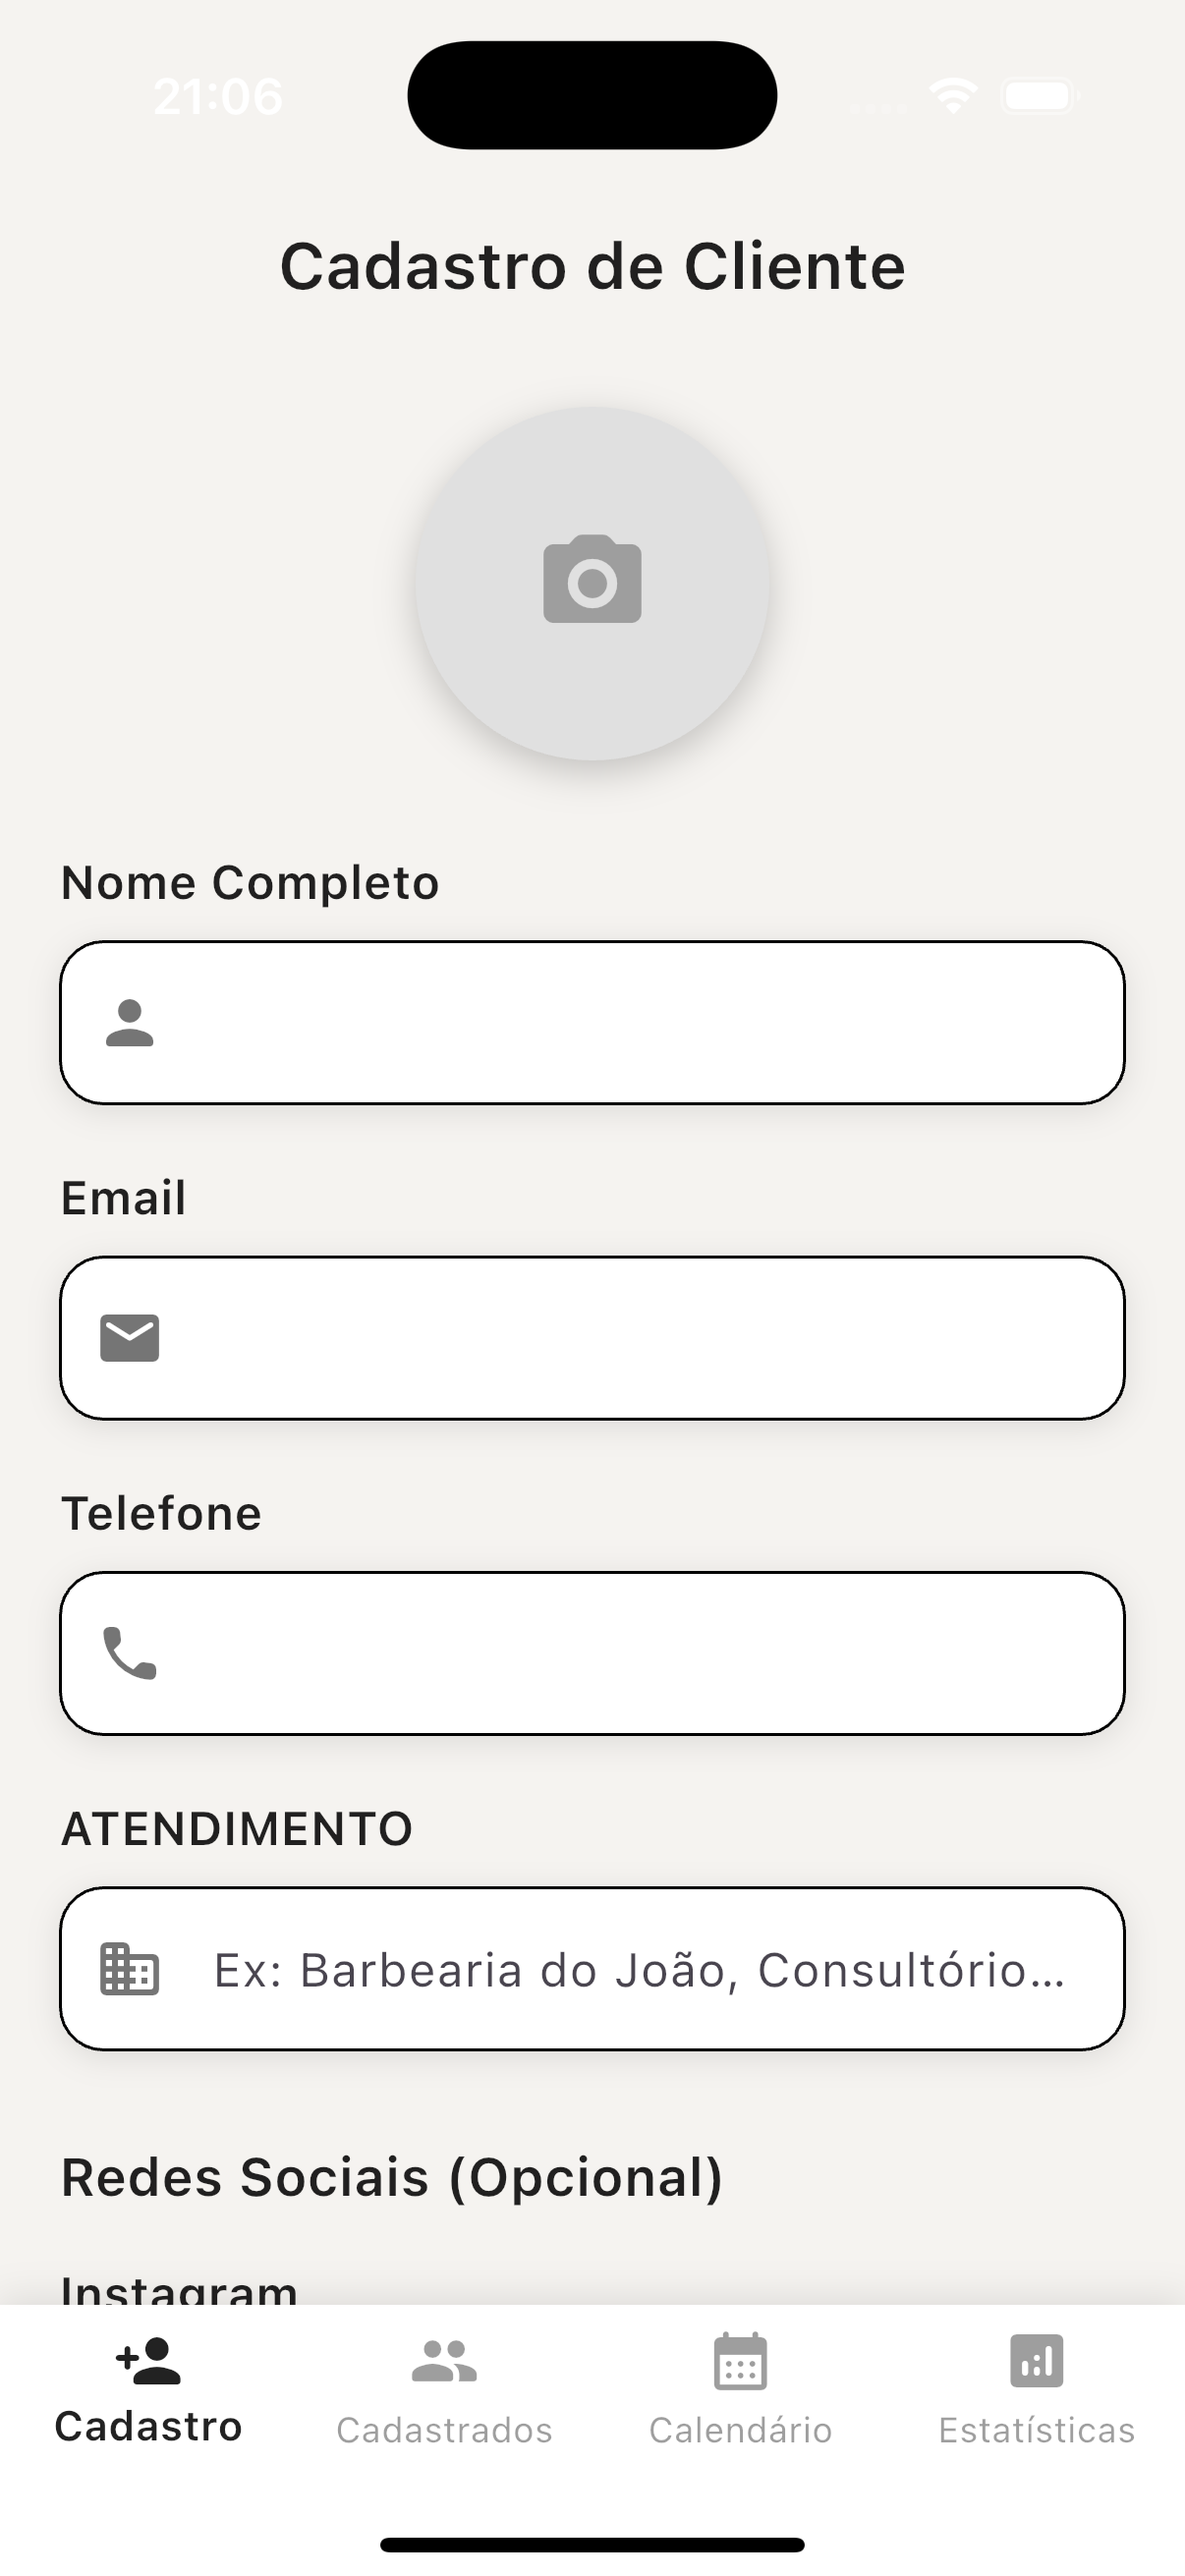 21:06
Cadastro de Cliente
Nome Completo
Email
Telefone
ATENDIMENTO
Ex: Barbearia do João, Consultório...
Redes Sociais (Opcional)
Instagram
Cadastro
Cadastrados
Calendário
Estatísticas